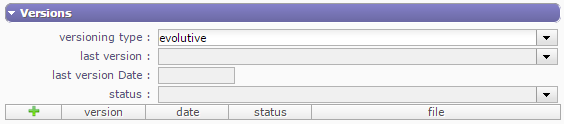 Versions
versioning type : evolutive
last version :
last version Date :
status :
version date status file